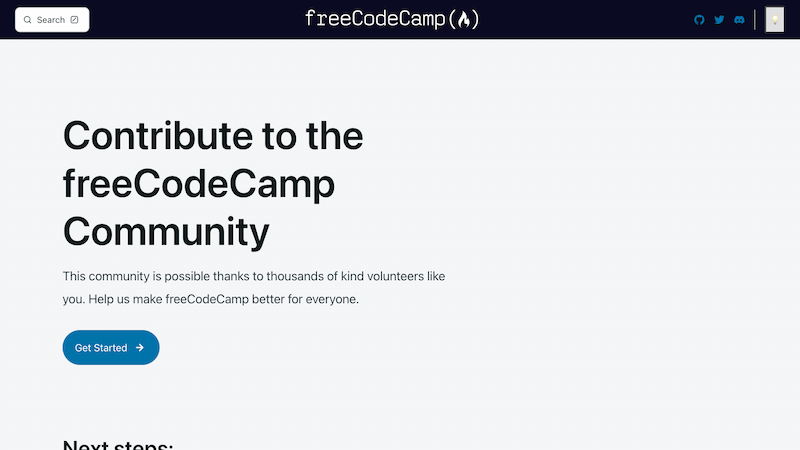 Search
freeCodeCamp(🔥)
Contribute to the
freeCodeCamp
Community
This community is possible thanks to thousands of kind volunteers like
you. Help us make freeCodeCamp better for everyone.
Get Started →
Next steps: